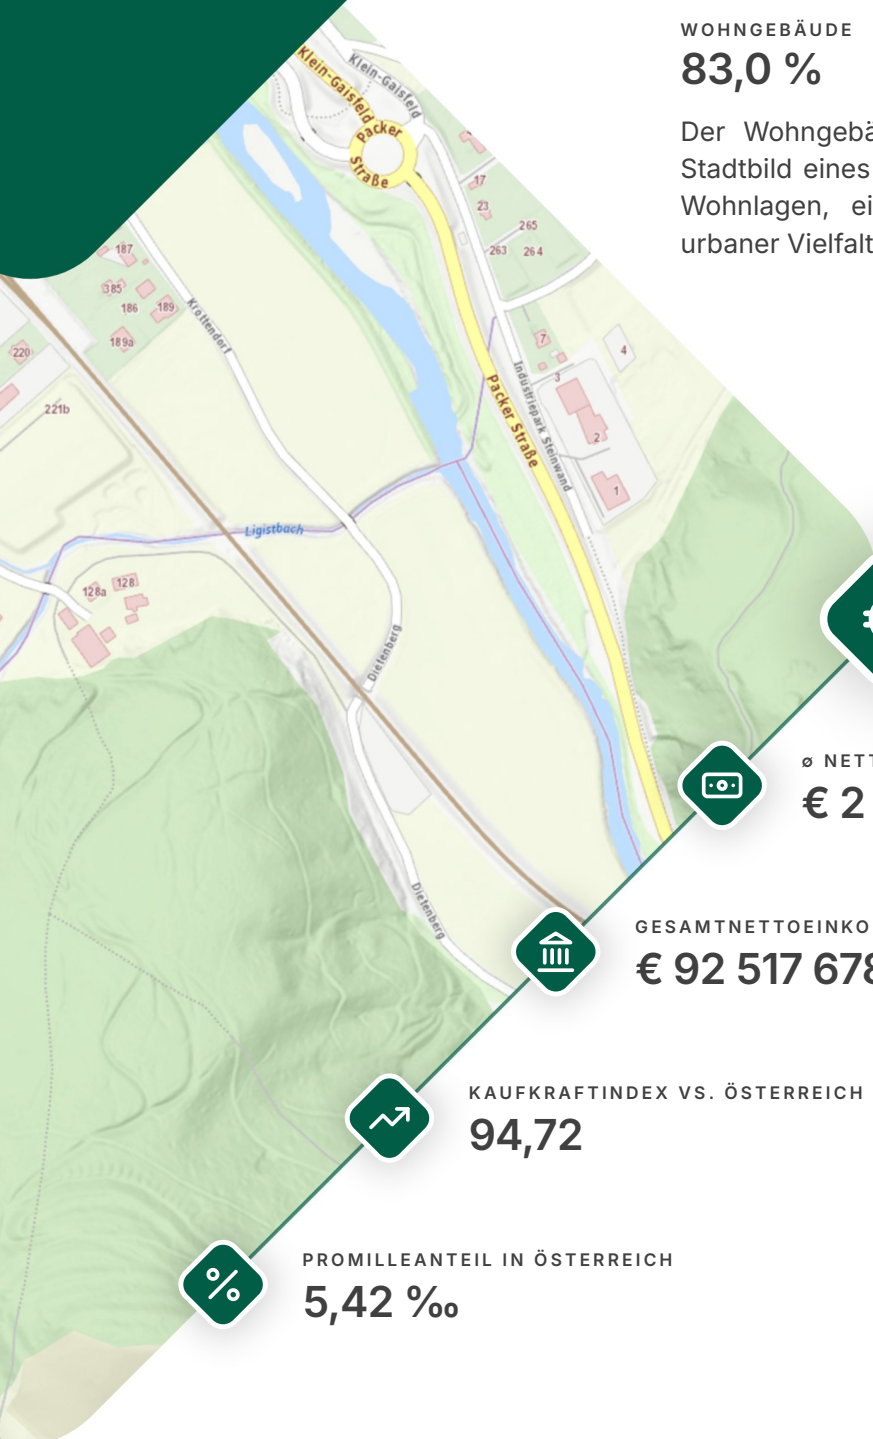 WOHNGEBÄUDE
83,0 %
Der Wohngebä
Stadtbild eines
Wohnlagen, ei
urbaner Vielfalt
Klein-Gaisfeld
Klein-Gaisfeld
Packer
Straße
17
23
265
263 264
187
385
186 189
189a
220
221b
Krottendorf
7
4
3
Industriepark Steinwand
Packer Straße
2
1
Ligistbach
128a 128
Dietenberg
ø NETT
€ 2
Dietenberg
GESAMTNETTOEINKO
€ 92 517 678
KAUFKRAFTINDEX VS. ÖSTERREICH
94,72
PROMILLEANTEIL IN ÖSTERREICH
5,42 ‰